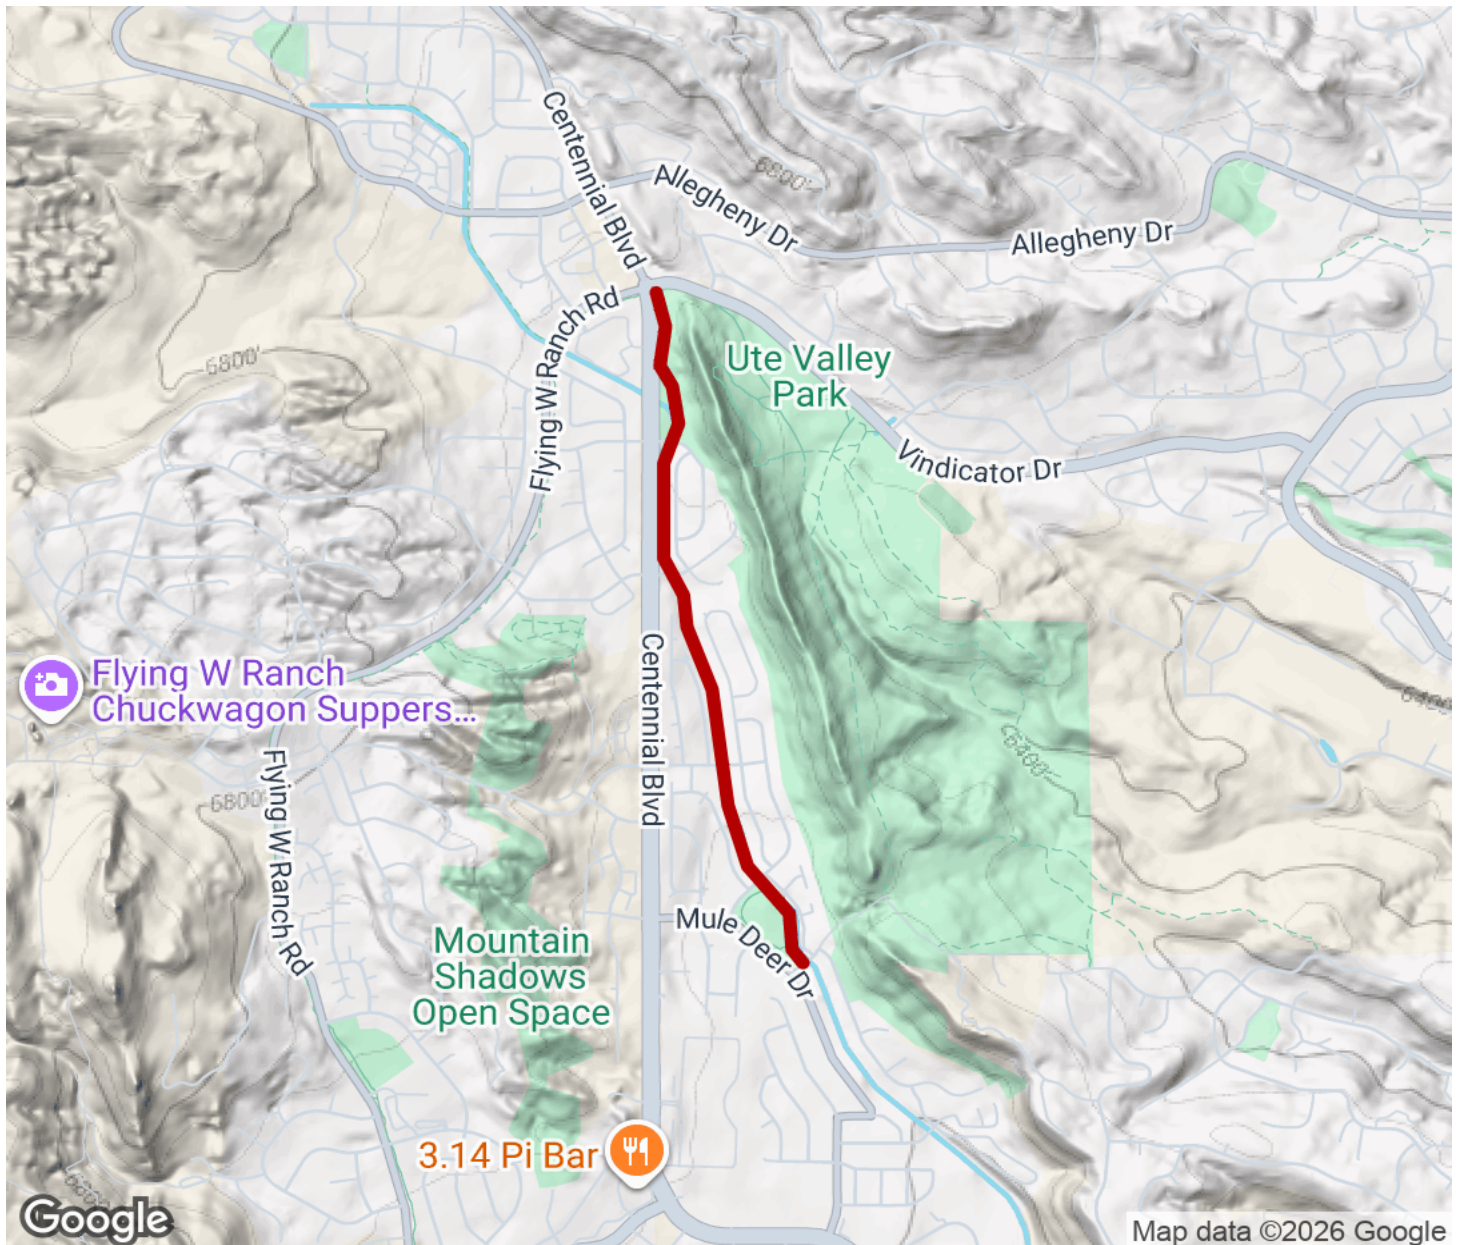 Centennial Blvd
Allegheny Dr
6800'
Allegheny Dr
Flying W Ranch Rd
6800'
Ute Valley
Park
Vindicator Dr
Centennial Blvd
Flying W Ranch
Chuckwagon Suppers...
6400'
Flying W Ranch Rd
6800'
Mule Deer Dr
Mountain
Shadows
Open Space
3.14 Pi Bar
Google
Map data ©2026 Google